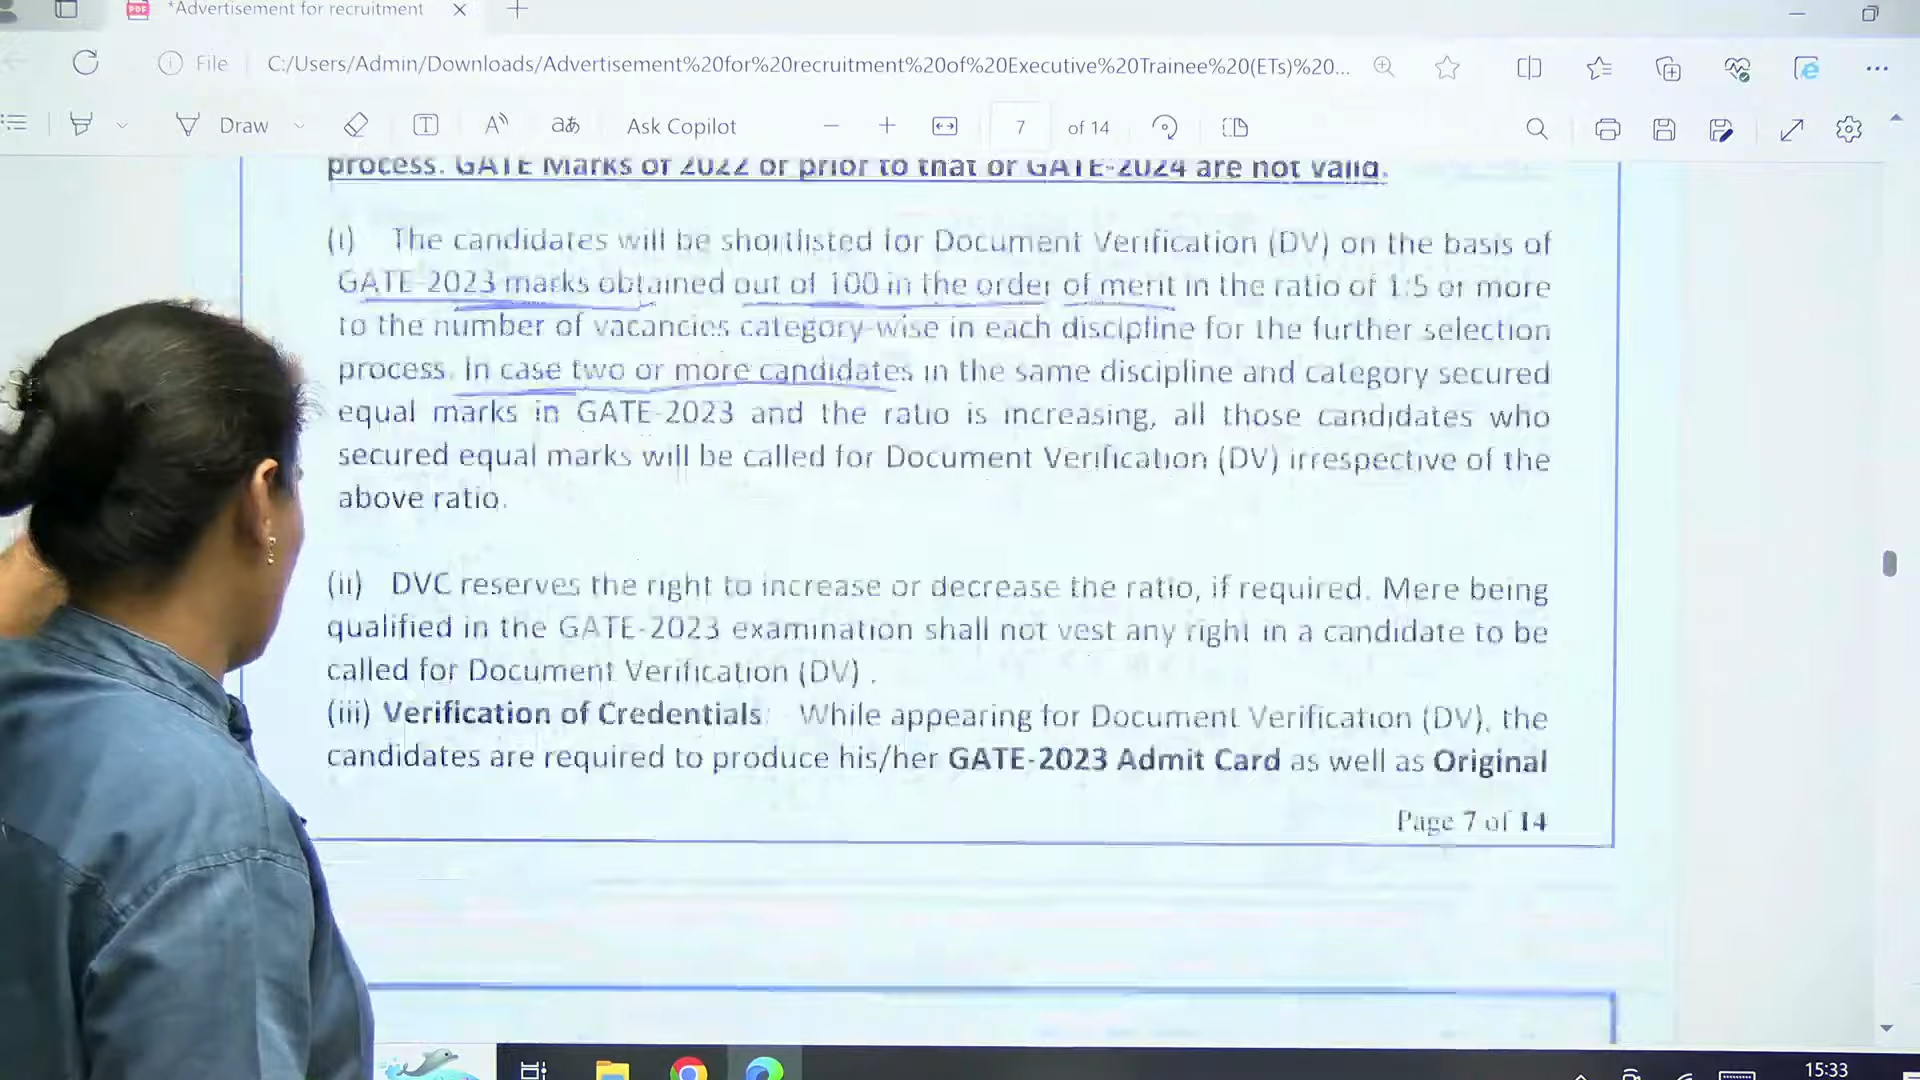 *Advertisement for recruitment
File
C:/Users/Admin/Downloads/Advertisement%20for%20recruitment%20of%20Executive%20Trainee%20(ETs)%20...
Draw
Ask Copilot
7
of 14
process. GATE Marks of 2022 or prior to that or GATE-2024 are not valid.
(i) The candidates will be shortlisted for Document Verification (DV) on the basis of
GATE-2023 marks obtained out of 100 in the order of merit in the ratio of 1:5 or more
to the number of vacancies category-wise in each discipline for the further selection
process. In case two or more candidates in the same discipline and category secured
equal marks in GATE-2023 and the ratio is increasing, all those candidates who
secured equal marks will be called for Document Verification (DV) irrespective of the
above ratio.
(ii) DVC reserves the right to increase or decrease the ratio, if required. Mere being
qualified in the GATE-2023 examination shall not vest any right in a candidate to be
called for Document Verification (DV) .
(iii) Verification of Credentials: While appearing for Document Verification (DV), the
candidates are required to produce his/her GATE-2023 Admit Card as well as Original
Page 7 of 14
15:33